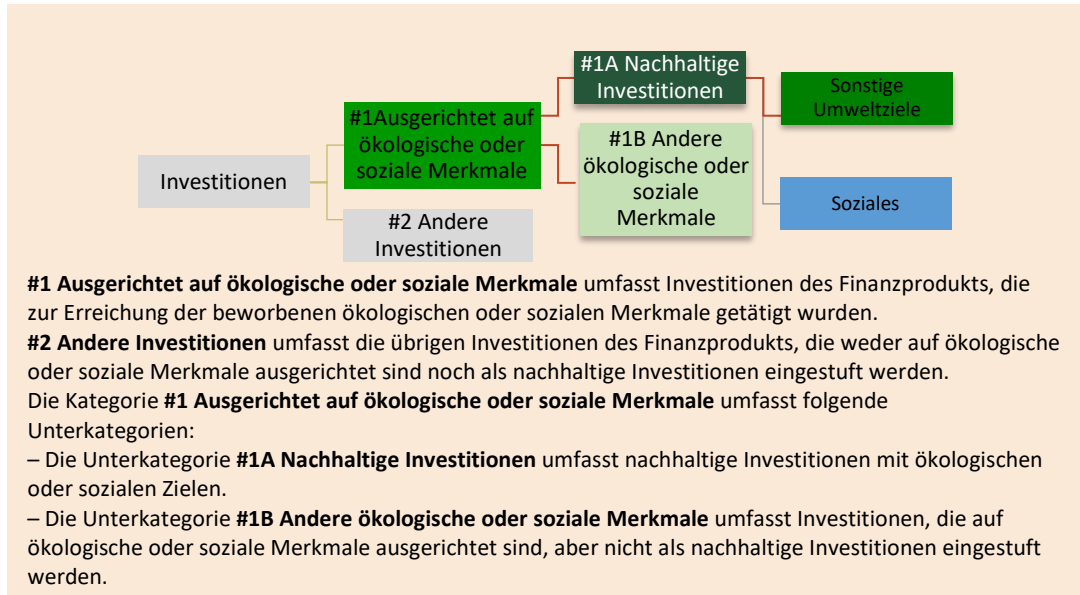 #1A Nachhaltige
Investitionen
Sonstige
Umweltziele
#1Ausgerichtet auf
ökologische oder
soziale Merkmale
#1B Andere
ökologische oder
soziale
Merkmale
Investitionen
Soziales
#2 Andere
Investitionen
#1 Ausgerichtet auf ökologische oder soziale Merkmale umfasst Investitionen des Finanzprodukts, die
zur Erreichung der beworbenen ökologischen oder sozialen Merkmale getätigt wurden.
#2 Andere Investitionen umfasst die übrigen Investitionen des Finanzprodukts, die weder auf ökologische
oder soziale Merkmale ausgerichtet sind noch als nachhaltige Investitionen eingestuft werden.
Die Kategorie #1 Ausgerichtet auf ökologische oder soziale Merkmale umfasst folgende
Unterkategorien:
– Die Unterkategorie #1A Nachhaltige Investitionen umfasst nachhaltige Investitionen mit ökologischen
oder sozialen Zielen.
– Die Unterkategorie #1B Andere ökologische oder soziale Merkmale umfasst Investitionen, die auf
ökologische oder soziale Merkmale ausgerichtet sind, aber nicht als nachhaltige Investitionen eingestuft
werden.